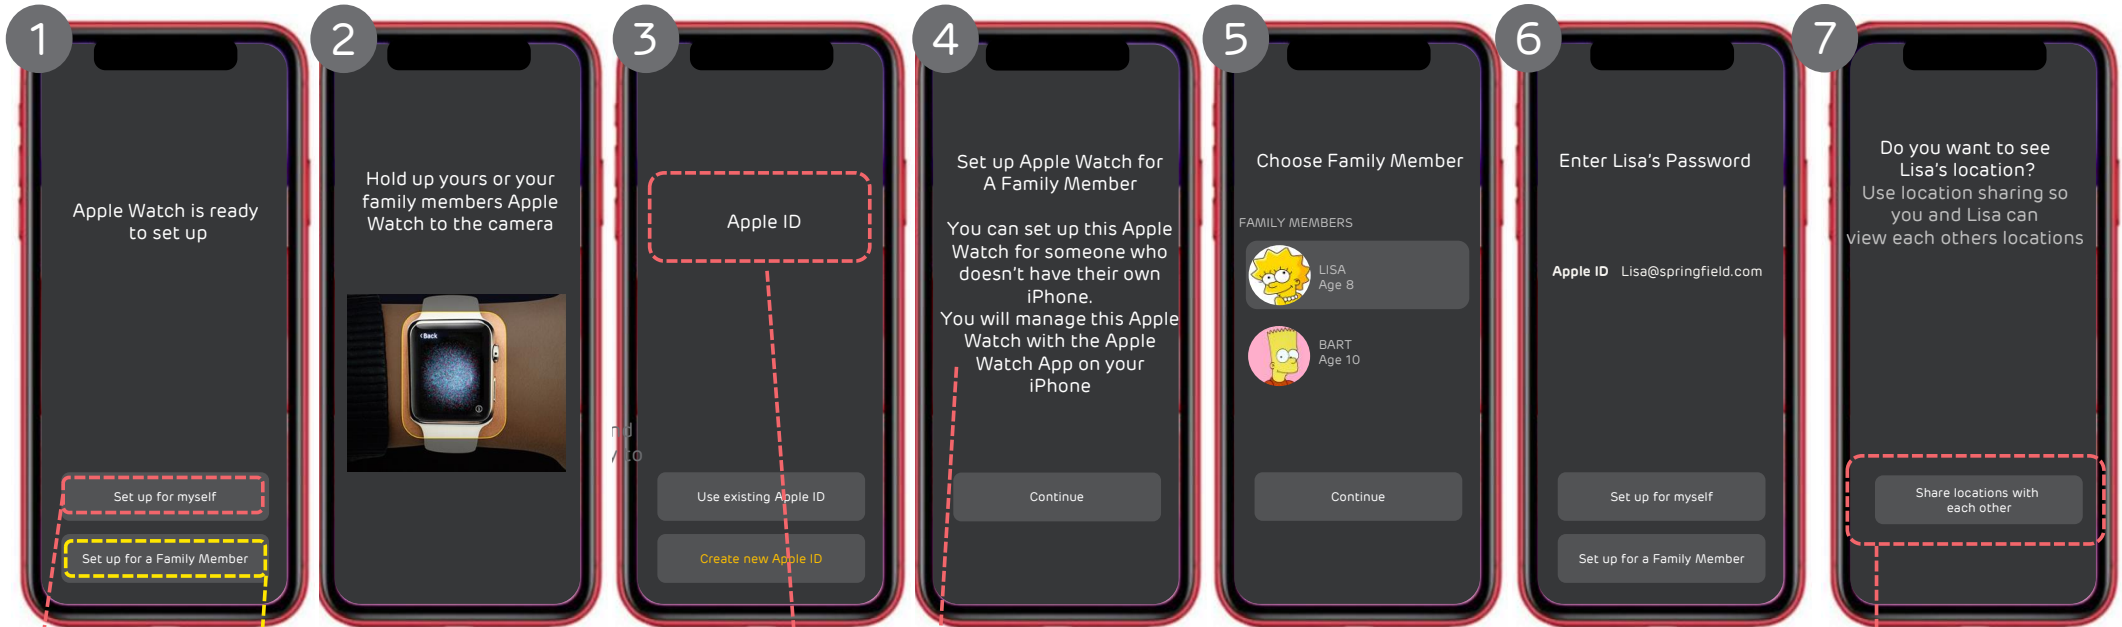 1
Apple Watch is ready
to set up
Set up for myself
Set up for a Family Member
2
Hold up yours or your
family members Apple
Watch to the camera
Back
3
Apple ID
Use existing Apple ID
Create new Apple ID
4
Set up Apple Watch for
A Family Member
You can set up this Apple
Watch for someone who
doesn't have their own
iPhone.
You will manage this Apple
Watch with the Apple
Watch App on your
iPhone
Continue
5
Choose Family Member
FAMILY MEMBERS
LISA
Age 8
BART
Age 10
Continue
6
Enter Lisa's Password
Apple ID Lisa@springfield.com
Set up for myself
Set up for a Family Member
7
Do you want to see
Lisa's location?
Use location sharing so
you and Lisa can
view each others locations
Share locations with
each other